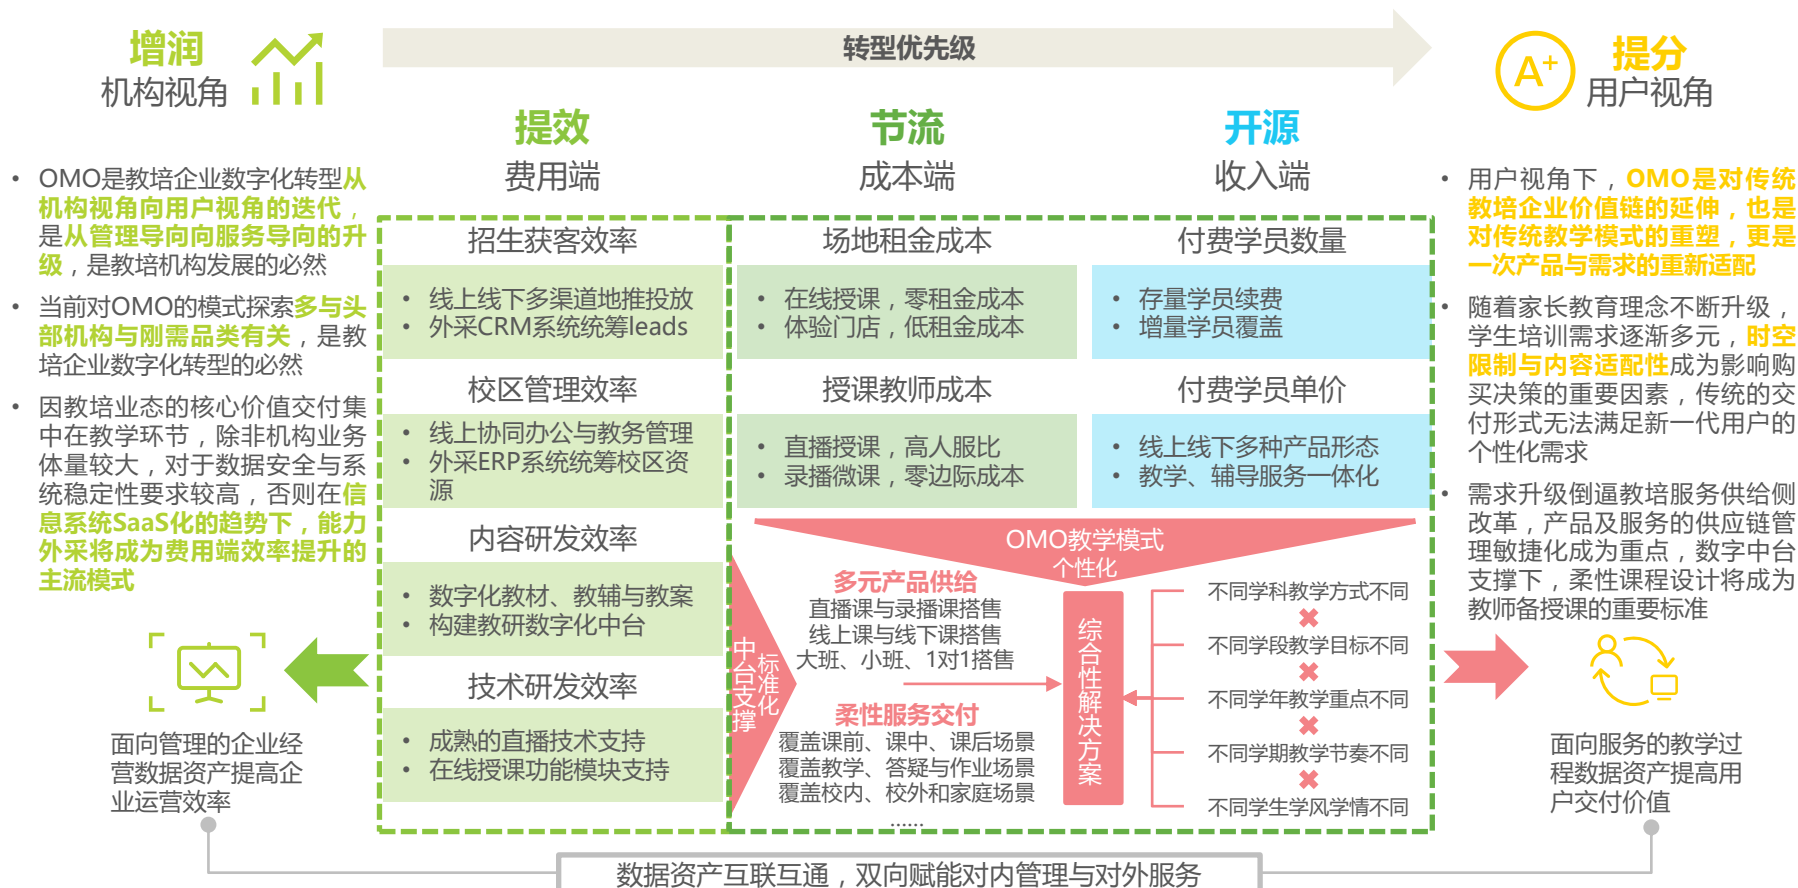 转型优先级
增润
机构视角
A+
提分
用户视角
提效
费用端
节流
成本端
开源
收入端
• OMO是教培企业数字化转型从
机构视角向用户视角的迭代，
是从管理导向向服务导向的升
级，是教培机构发展的必然
• 当前对OMO的模式探索多与头
部机构与刚需品类有关，是教
培企业数字化转型的必然
• 因教培业态的核心价值交付集
中在教学环节，除非机构业务
体量较大，对于数据安全与系
统稳定性要求较高，否则在信
息系统SaaS化的趋势下，能力
外采将成为费用端效率提升的
主流模式
面向管理的企业经
营数据资产提高企
业运营效率
招生获客效率
• 线上线下多渠道地推投放
• 外采CRM系统统筹leads
校区管理效率
• 线上协同办公与教务管理
• 外采ERP系统统筹校区资
源
内容研发效率
• 数字化教材、教辅与教案
• 构建教研数字化中台
技术研发效率
• 成熟的直播技术支持
• 在线授课功能模块支持
场地租金成本
• 在线授课，零租金成本
• 体验门店，低租金成本
授课教师成本
• 直播授课，高人服比
• 录播微课，零边际成本
付费学员数量
• 存量学员续费
• 增量学员覆盖
付费学员单价
• 线上线下多种产品形态
• 教学、辅导服务一体化
OMO教学模式
个性化
中台支撑
标准化
多元产品供给
直播课与录播课搭售
线上课与线下课搭售
大班、小班、1对1搭售
柔性服务交付
覆盖课前、课中、课后场景
覆盖教学、答疑与作业场景
覆盖校内、校外和家庭场景
......
综合性解决方案
不同学科教学方式不同
不同学段教学目标不同
不同学年教学重点不同
不同学期教学节奏不同
不同学生学风学情不同
• 用户视角下，OMO是对传统
教培企业价值链的延伸，也是
对传统教学模式的重塑，更是
一次产品与需求的重新适配
• 随着家长教育理念不断升级，
学生培训需求逐渐多元，时空
限制与内容适配性成为影响购
买决策的重要因素，传统的交
付形式无法满足新一代用户的
个性化需求
• 需求升级倒逼教培服务供给侧
改革，产品及服务的供应链管
理敏捷化成为重点，数字中台
支撑下，柔性课程设计将成为
教师备授课的重要标准
面向服务的教学过
程数据资产提高用
户交付价值
数据资产互联互通，双向赋能对内管理与对外服务